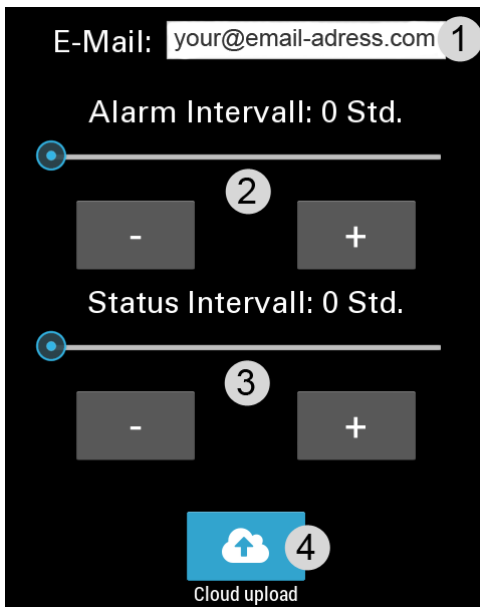 E-Mail: your@email-adress.com 1
Alarm Intervall: 0 Std.
2
- +
Status Intervall: 0 Std.
3
- +
4
Cloud upload